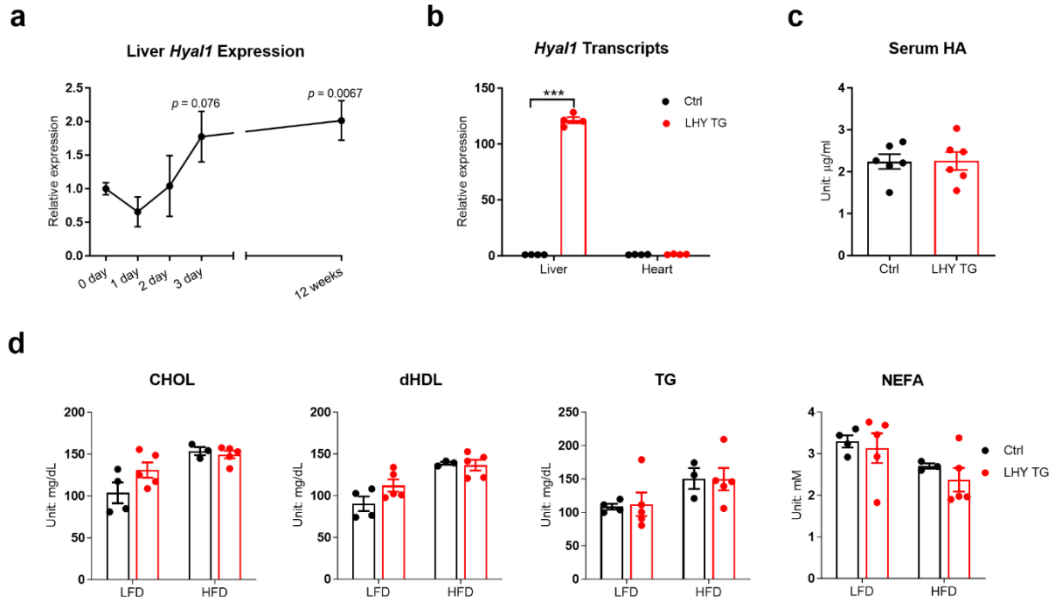 a
Liver Hyal1 Expression
Relative expression
2.5
2.0
1.5
1.0
0.5
0.0
p = 0.076
p = 0.0067
0 day
1 day
2 day
3 day
12 weeks
b
Hyal1 Transcripts
Relative expression
150
100
50
0
***
Ctrl
LHY TG
Liver
Heart
c
Serum HA
Unit: µg/ml
4
3
2
1
0
Ctrl
LHY TG
d
CHOL
Unit: mg/dL
200
150
100
50
0
LFD
HFD
dHDL
Unit: mg/dL
200
150
100
50
0
LFD
HFD
TG
Unit: mg/dL
250
200
150
100
50
0
LFD
HFD
NEFA
Unit: mM
4
3
2
1
0
LFD
HFD
Ctrl
LHY TG